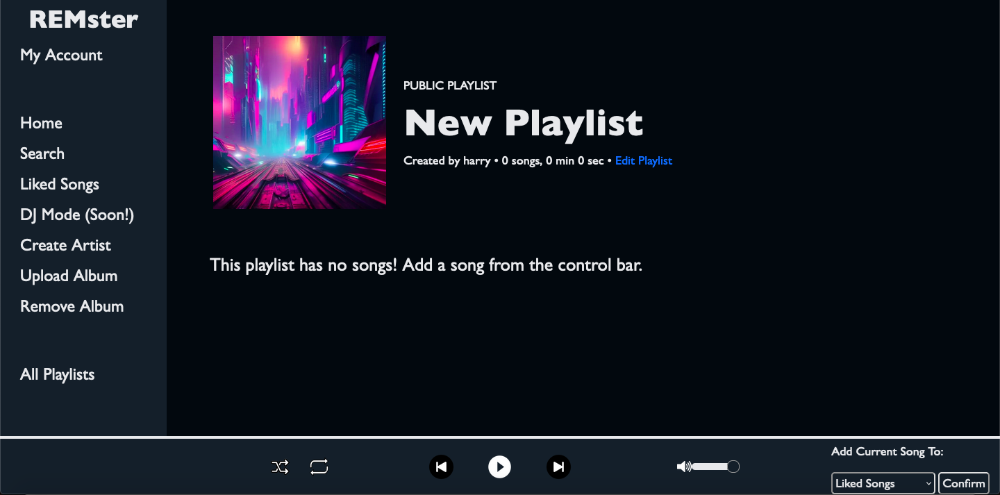 REMster
My Account
Home
Search
Liked Songs
DJ Mode (Soon!)
Create Artist
Upload Album
Remove Album
All Playlists
PUBLIC PLAYLIST
New Playlist
Created by harry • 0 songs, 0 min 0 sec • Edit Playlist
This playlist has no songs! Add a song from the control bar.
Add Current Song To:
Liked Songs
Confirm